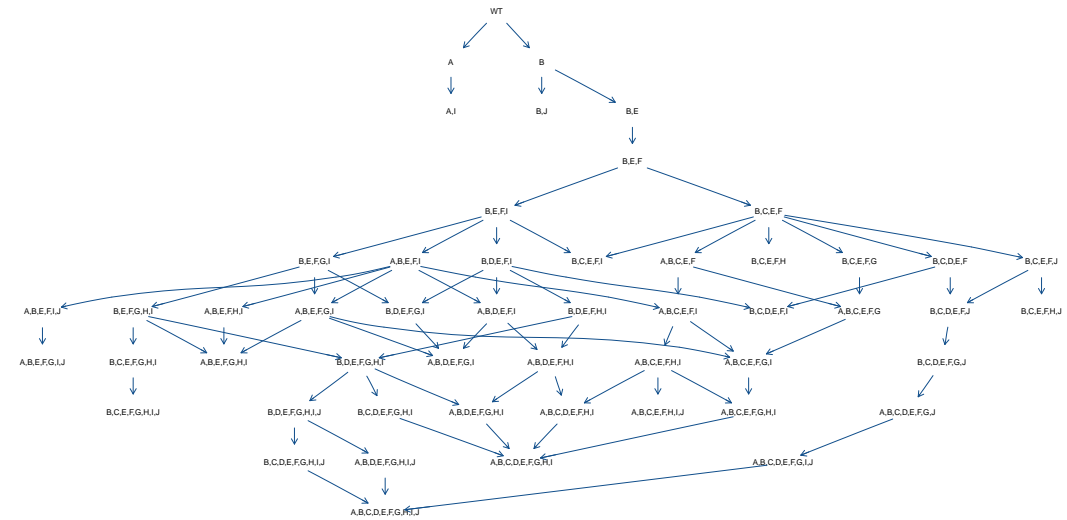 WT
A
B
A,I
B,J
B,E
B,E,F
B,E,F,I
B,C,E,F
B,E,F,G,I
A,B,E,F,I
B,D,E,F,I
B,C,E,F,I
A,B,C,E,F
B,C,E,F,H
B,C,E,F,G
B,C,D,E,F
B,C,E,F,J
A,B,E,F,I,J
B,E,F,G,H,I
A,B,E,F,H,I
A,B,E,F,G,I
B,D,E,F,G,I
A,B,D,E,F,I
B,D,E,F,H,I
A,B,C,E,F,I
B,C,D,E,F,I
A,B,C,E,F,G
B,C,D,E,F,J
B,C,E,F,H,J
A,B,E,F,G,I,J
B,C,E,F,G,H,I
A,B,E,F,G,H,I
B,D,E,F,G,H,I
A,B,D,E,F,G,I
A,B,D,E,F,H,I
A,B,C,E,F,H,I
A,B,C,E,F,G,I
B,C,D,E,F,G,J
B,C,E,F,G,H,I,J
B,D,E,F,G,H,I,J
B,C,D,E,F,G,H,I
A,B,D,E,F,G,H,I
A,B,C,D,E,F,H,I
A,B,C,E,F,H,I,J
A,B,C,E,F,G,H,I
A,B,C,D,E,F,G,J
B,C,D,E,F,G,H,I,J
A,B,D,E,F,G,H,I,J
A,B,C,D,E,F,G,H,I
A,B,C,D,E,F,G,I,J
A,B,C,D,E,F,G,H,I,J